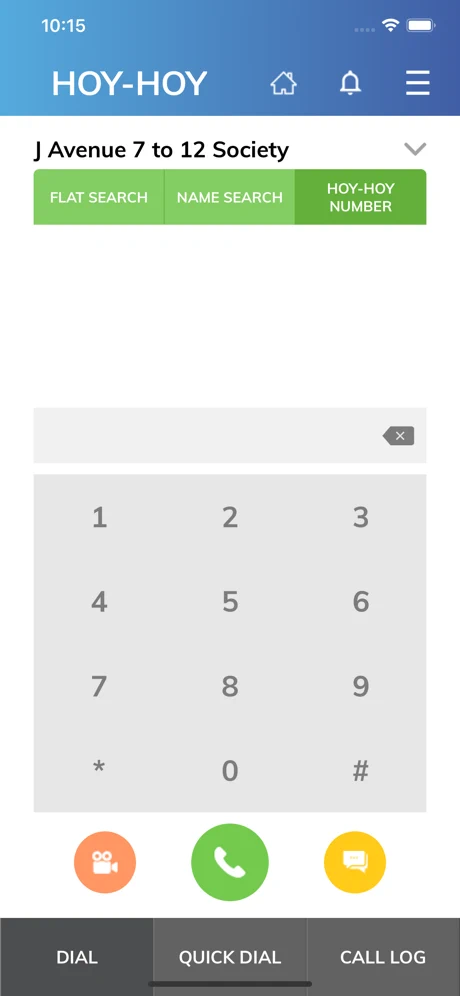 10:15
HOY-HOY
J Avenue 7 to 12 Society
FLAT SEARCH NAME SEARCH HOY-HOY
NUMBER
1 2 3
4 5 6
7 8 9
* 0 #
DIAL QUICK DIAL CALL LOG